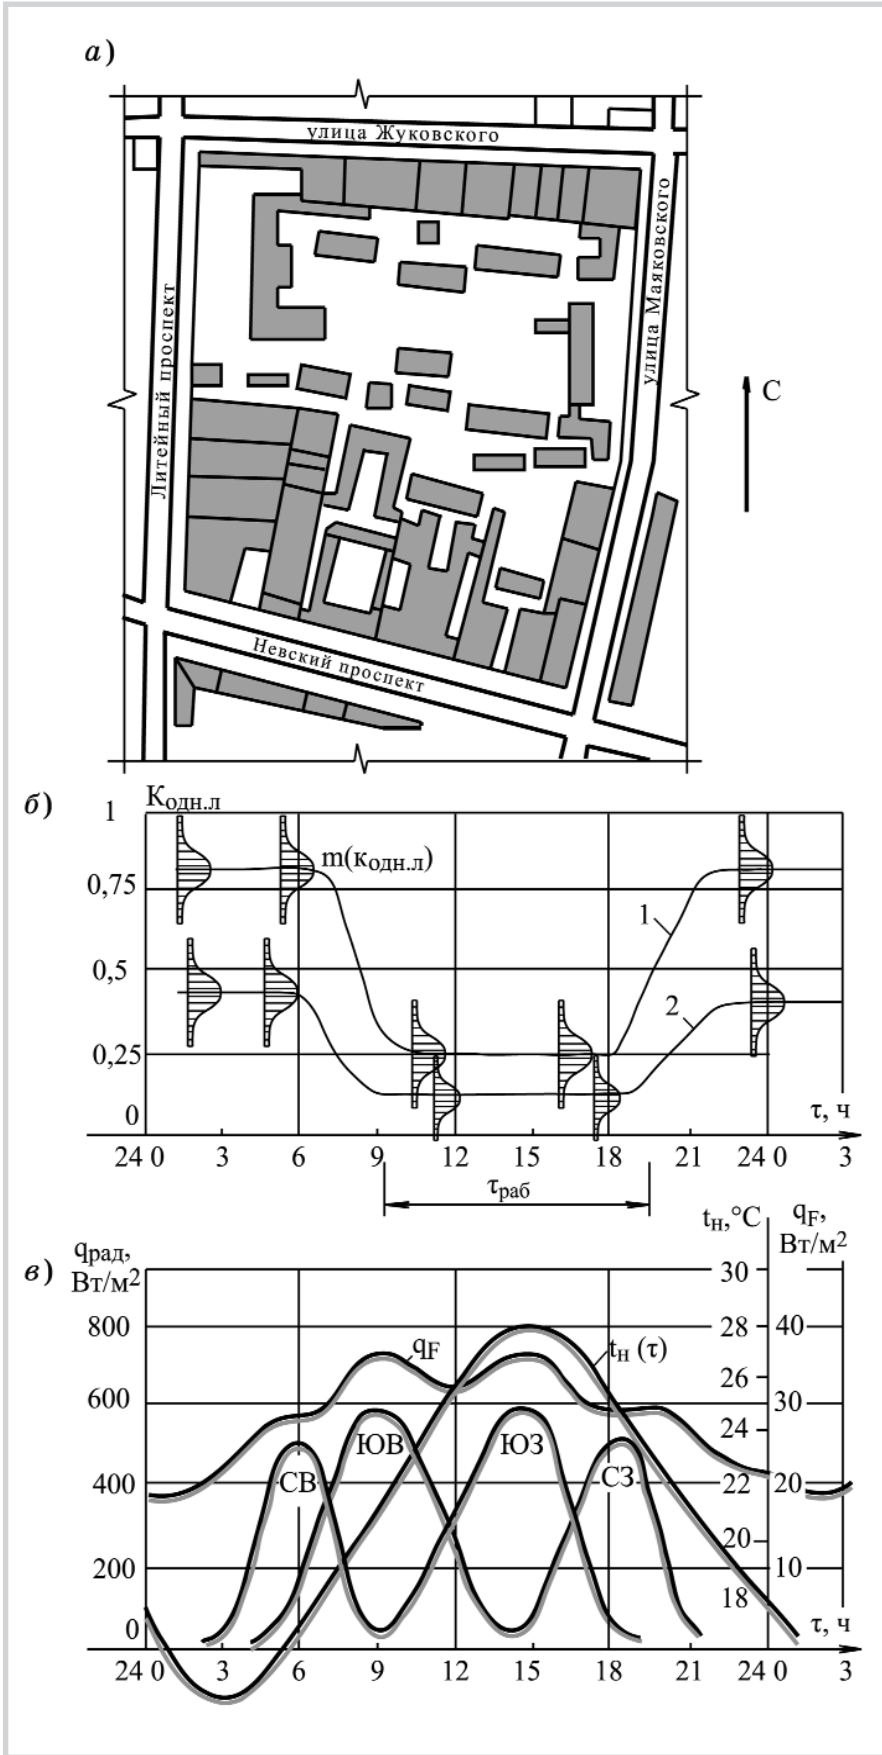 а)
улица Жуковского
Литейный проспект
улица Маяковского
С
Невский проспект
б)
Kодн.л
1
m(кодн.л)
0,75
1
0,5
2
0,25
0
τ, ч
24 0 3 6 9 12 15 18 21 24 0 3
τраб
в)
qрад,
Вт/м2
tн,°C
qF,
Вт/м2
30
800
28
40
qF
tн (τ)
26
600
30
24
ЮВ
ЮЗ
СВ
СЗ
400
22
20
20
200
10
18
0
τ, ч
24 0 3 6 9 12 15 18 21 24 0 3